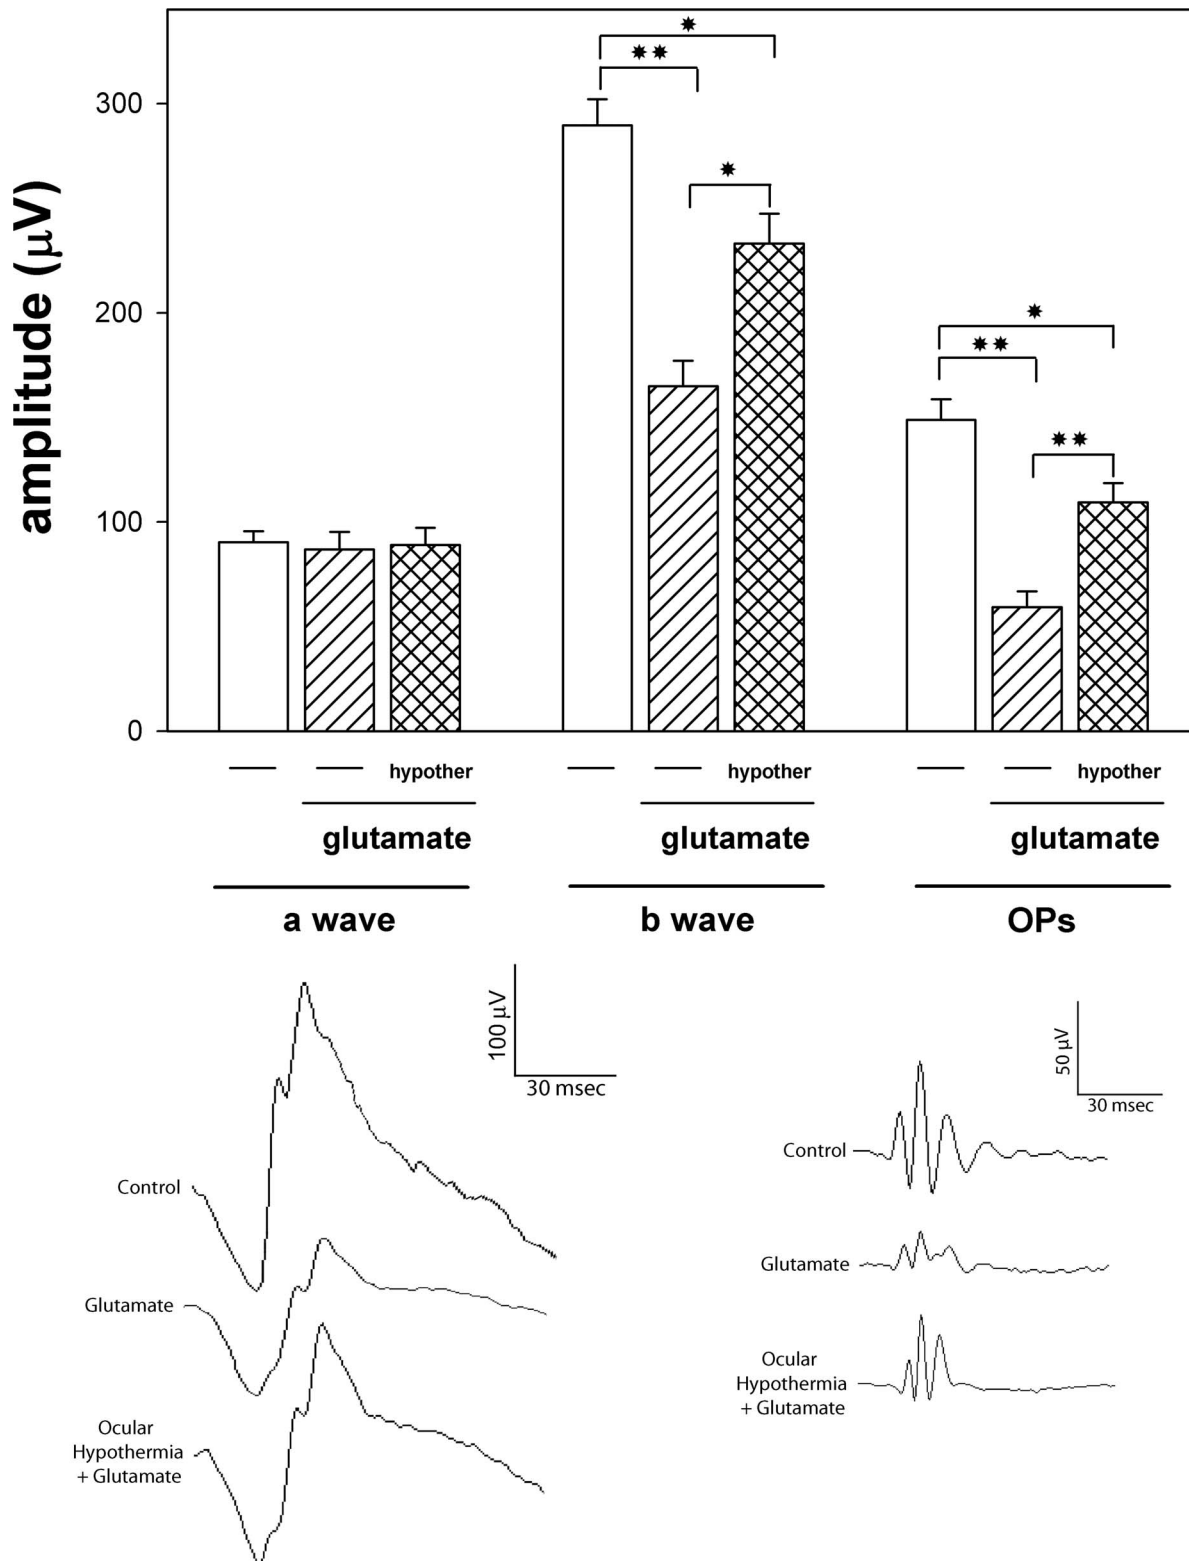 amplitude (μV)
300
200
100
0
*
**
*
*
**
**
— — hypother — — hypother — — hypother
glutamate glutamate glutamate
a wave b wave OPs
100 μV
30 msec
50 μV
30 msec
Control
Glutamate
Ocular
Hypothermia
+ Glutamate
Control
Glutamate
Ocular
Hypothermia
+ Glutamate